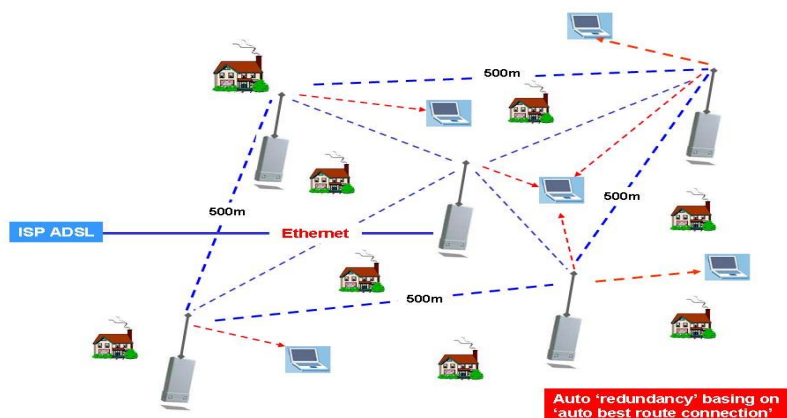 500m
500m
500m
ISP ADSL
Ethernet
500m
Auto ‘redundancy’ basing on
‘auto best route connection’